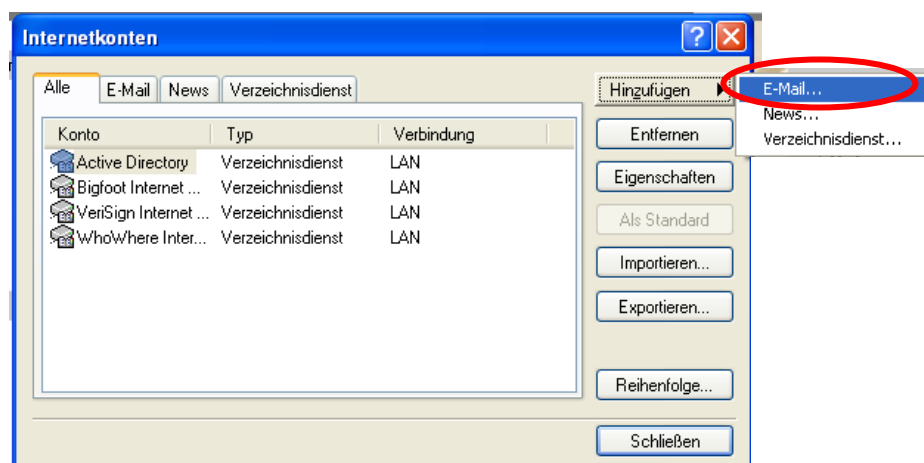 Internetkonten
Alle E-Mail News Verzeichnisdienst
Hinzufügen
E-Mail...
News...
Verzeichnisdienst...
Konto Typ Verbindung
Active Directory Verzeichnisdienst LAN
Bigfoot Internet ... Verzeichnisdienst LAN
VeriSign Internet ... Verzeichnisdienst LAN
WhoWhere Inter... Verzeichnisdienst LAN
Entfernen
Eigenschaften
Als Standard
Importieren...
Exportieren...
Reihenfolge...
Schließen